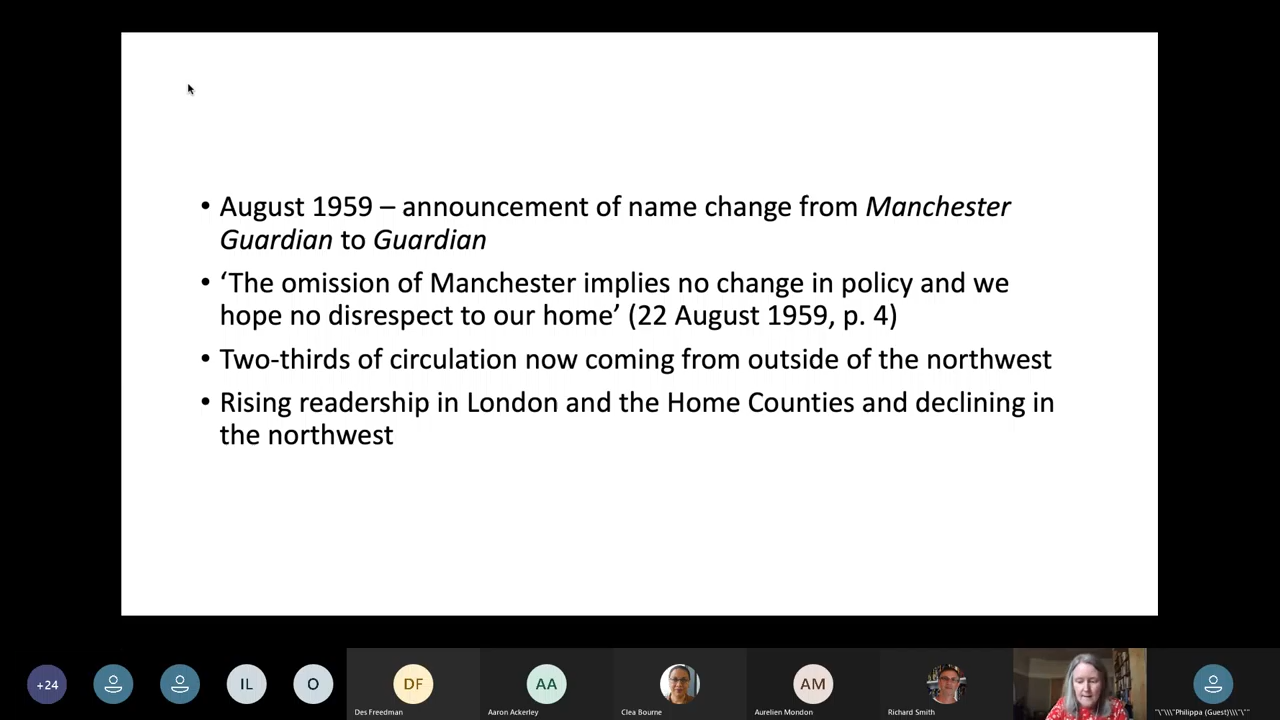 • August 1959 – announcement of name change from Manchester
Guardian to Guardian
• ‘The omission of Manchester implies no change in policy and we
hope no disrespect to our home’ (22 August 1959, p. 4)
• Two-thirds of circulation now coming from outside of the northwest
• Rising readership in London and the Home Counties and declining in
the northwest
+24
IL
O
DF
AA
AM
Des Freedman
Aaron Ackerley
Clea Bourne
Aurelien Mondon
Richard Smith
"\"\\\"Philippa (Guest)\\\"\""